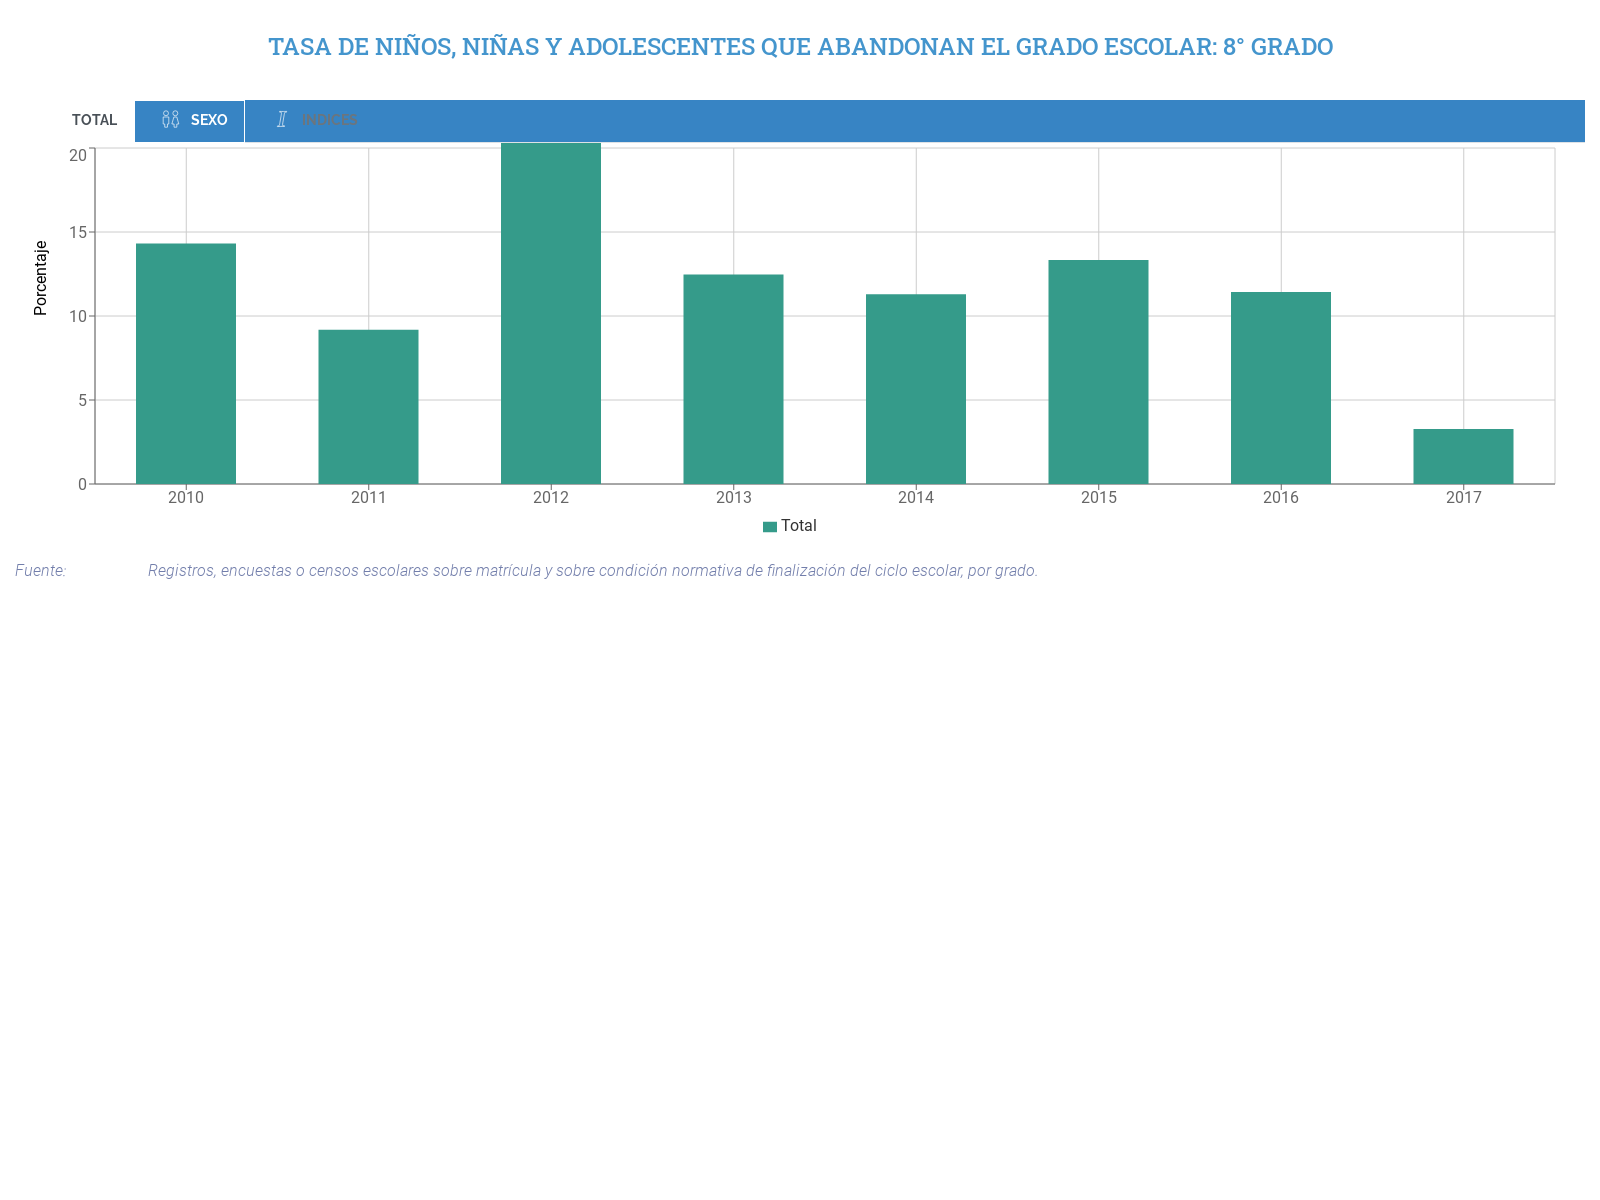 TASA DE NIÑOS, NIÑAS Y ADOLESCENTES QUE ABANDONAN EL GRADO ESCOLAR: 8° GRADO
TOTAL SEXO INDICES
20
15
10
5
0
Porcentaje
2010 2011 2012 2013 2014 2015 2016 2017
Total
Fuente: Registros, encuestas o censos escolares sobre matrícula y sobre condición normativa de finalización del ciclo escolar, por grado.